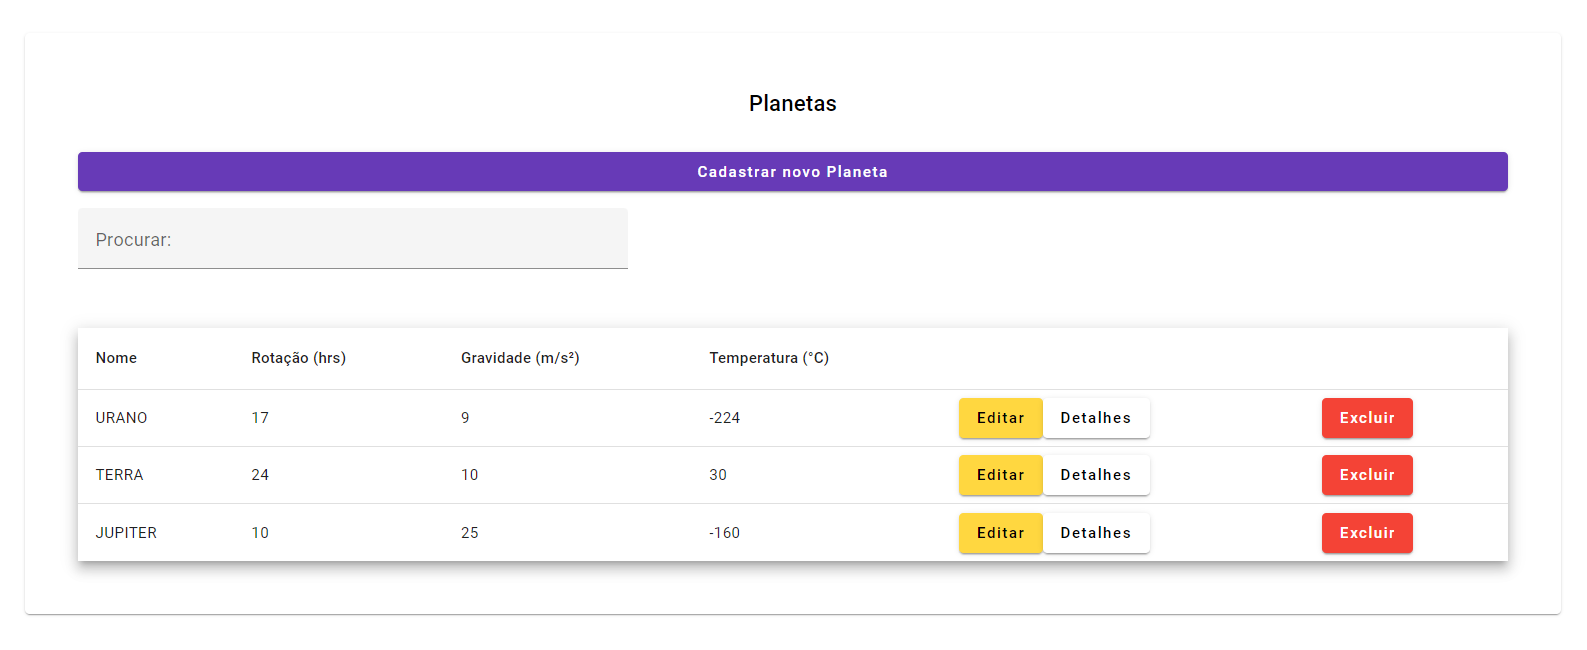 Planetas
Cadastrar novo Planeta
Procurar:
Nome Rotação (hrs) Gravidade (m/s²) Temperatura (°C)
URANO 17 9 -224 Editar Detalhes Excluir
TERRA 24 10 30 Editar Detalhes Excluir
JUPITER 10 25 -160 Editar Detalhes Excluir